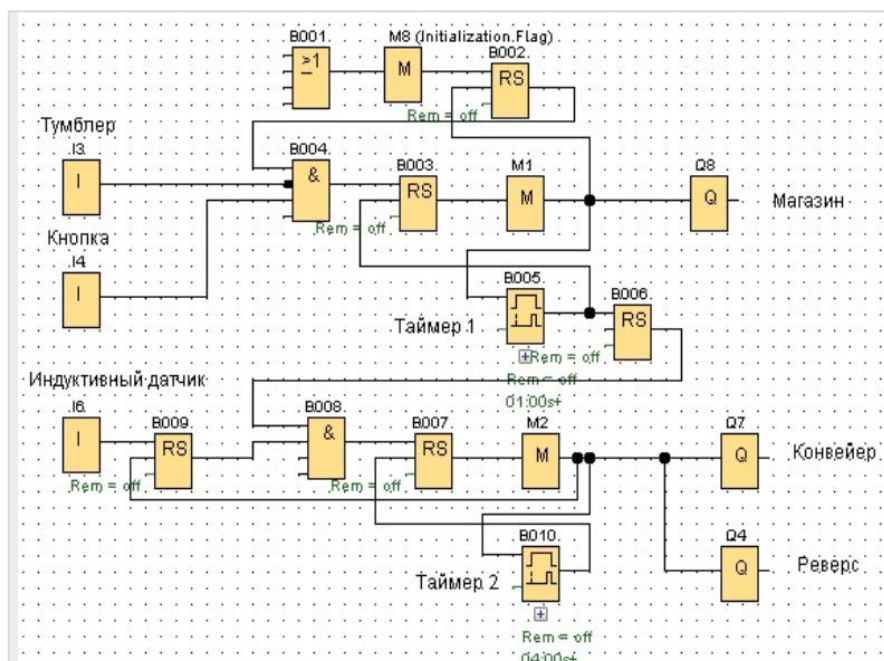 B001.
M8 (Initialization.Flag)
B002.
≥1
M
RS
Rem = off
Тумблер
I3
I
B004.
&
B003.
RS
Rem = off
M1
M
Q8
Q
Магазин
Кнопка
I4
I
B005.
B006.
RS
Таймер 1
Rem = off
Rem = off
01:00s+
Индуктивный датчик
I6
I
B009.
RS
Rem = off
B008.
&
B007.
RS
Rem = off
M2
M
Q7
Q
Конвейер
B010.
Q4
Q
Реверс
Таймер 2
Rem = off
04:00s+